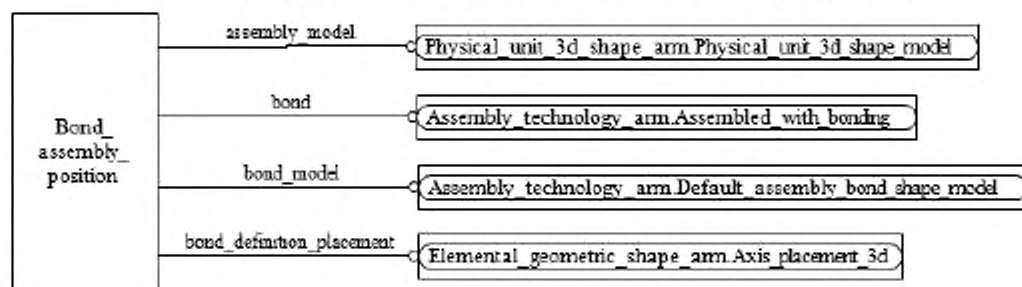 assembly_model
Physical_unit_3d_shape_arm.Physical_unit_3d_shape_model
bond
Assembly_technology_arm.Assembled_with_bonding
Bond_
assembly_
position
bond_model
Assembly_technology_arm.Default_assembly_bond_shape_model
bond_definition_placement
Elemental_geometric_shape_arm.Axis_placement_3d